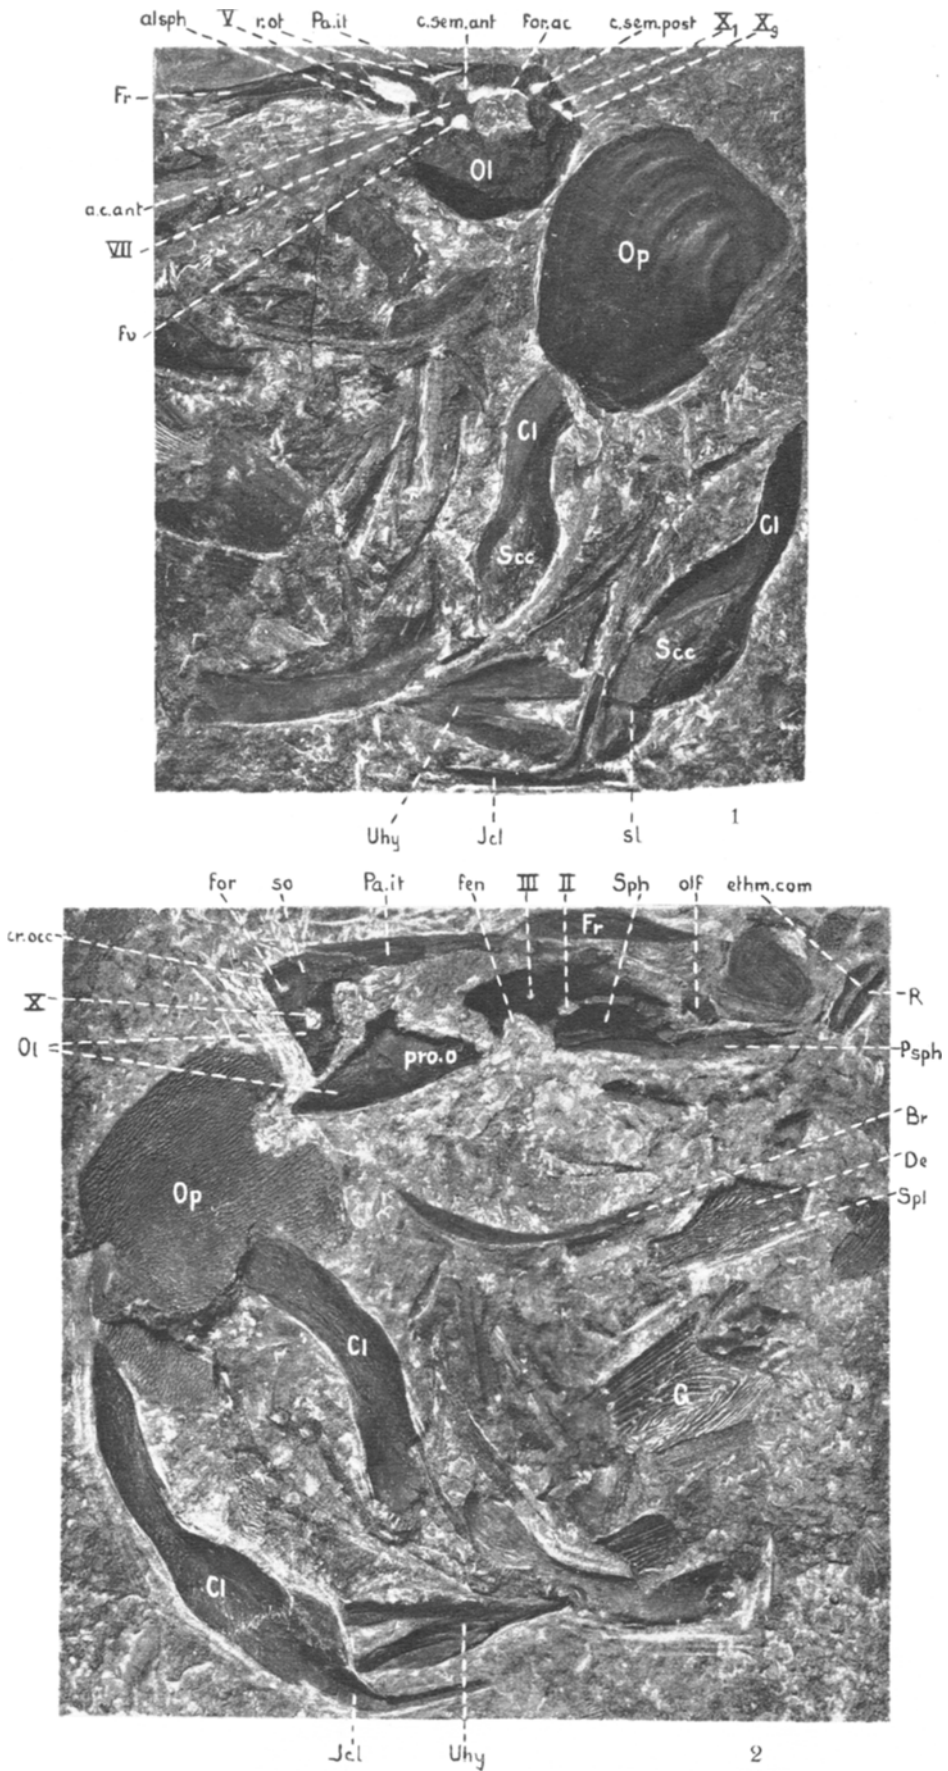 alsph V r.ot Pa.it c.sem.ant For.ac c.sem.post X₁ X₉
Fr
Ol
a.c.ant
Op
VII
Fv
Cl
Cl
Scc
Scc
Uhy Jcl sl 1
for so Pa.it fen III II Sph olf ethm.com
Fr
cr.occ
R
X
Ol pro.o Psph
Br
De
Op Spl
Cl
G
Cl
Jcl Uhy 2